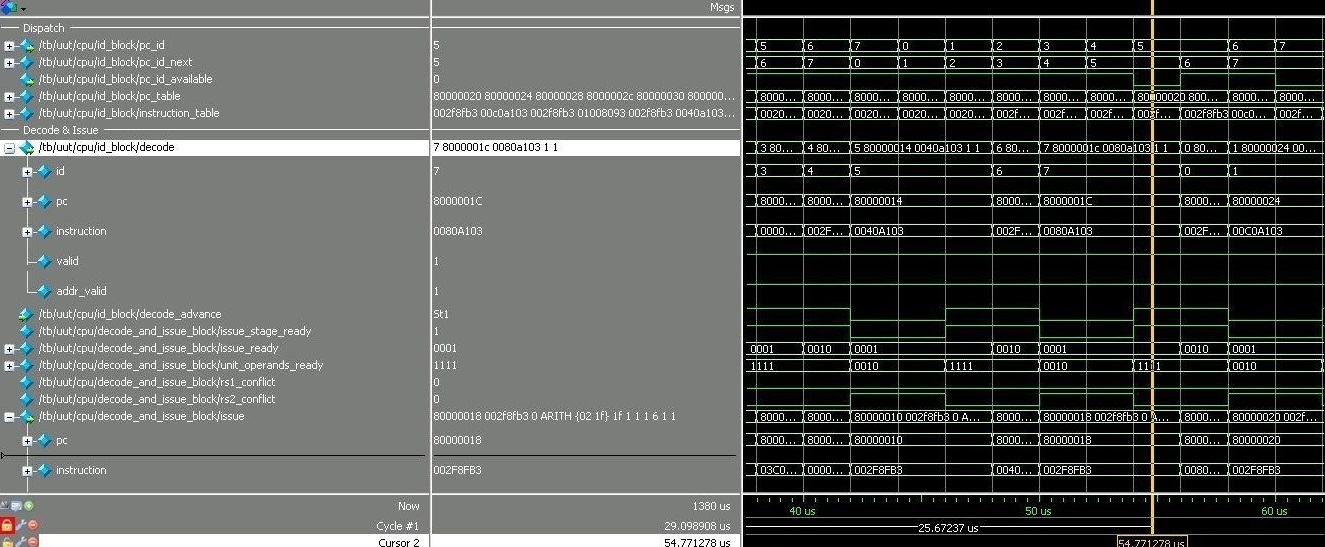 Msgs
Dispatch
/tb/uut/cpu/id_block/pc_id 5 5 6 7 0 1 2 3 4 5 6 7
/tb/uut/cpu/id_block/pc_id_next 5 6 7 0 1 2 3 4 5 6 7
/tb/uut/cpu/id_block/pc_id_available 0
/tb/uut/cpu/id_block/pc_table 80000020 80000024 80000028 8000002c 80000030 800000... 8000... 8000... 8000... 8000... 8000... 8000... 8000... 8000... 80000020 8000... 8000...
/tb/uut/cpu/id_block/instruction_table 002f8fb3 00c0a103 002f8fb3 01008093 002f8fb3 0040a103... 0020... 0020... 002f... 002f... 002f... 002f... 002f... 002f... 002f... 002f8fb3 00c0... 002f... 002f...
Decode & Issue
/tb/uut/cpu/id_block/decode 7 8000001c 0080a103 1 1 3 80... 4 80... 5 80000014 0040a103 1 1 6 80... 7 8000001c 0080a103 1 1 0 80... 1 80000024 00...
id 7 3 4 5 6 7 0 1
pc 8000001C 8000... 8000... 80000014 8000... 8000001C 8000... 80000024
instruction 0080A103 0000... 002F... 0040A103 002F... 0080A103 002F... 00C0A103
valid 1
addr_valid 1
/tb/uut/cpu/id_block/decode_advance St1
/tb/uut/cpu/decode_and_issue_block/issue_stage_ready 1
/tb/uut/cpu/decode_and_issue_block/issue_ready 0001 0001 0010 0001 0010 0001 0010 0001
/tb/uut/cpu/decode_and_issue_block/unit_operands_ready 1111 1111 0010 1111 0010 1111 0010
/tb/uut/cpu/decode_and_issue_block/rs1_conflict 0
/tb/uut/cpu/decode_and_issue_block/rs2_conflict 0
/tb/uut/cpu/decode_and_issue_block/issue 80000018 002f8fb3 0 ARITH {02 1f} 1f 1 1 1 6 1 1 8000... 8000... 80000010 002f8fb3 0 A... 8000... 80000018 002f8fb3 0 A... 8000... 80000020 002f...
pc 80000018 8000... 8000... 80000010 8000... 80000018 8000... 80000020
instruction 002F8FB3 03C0... 0000... 002F8FB3 0040... 002F8FB3 0080... 002F8FB3
Now 1380 us 40 us 50 us 60 us
Cycle #1 29.098908 us 25.67237 us
Cursor 2 54.771278 us 54.771278 us